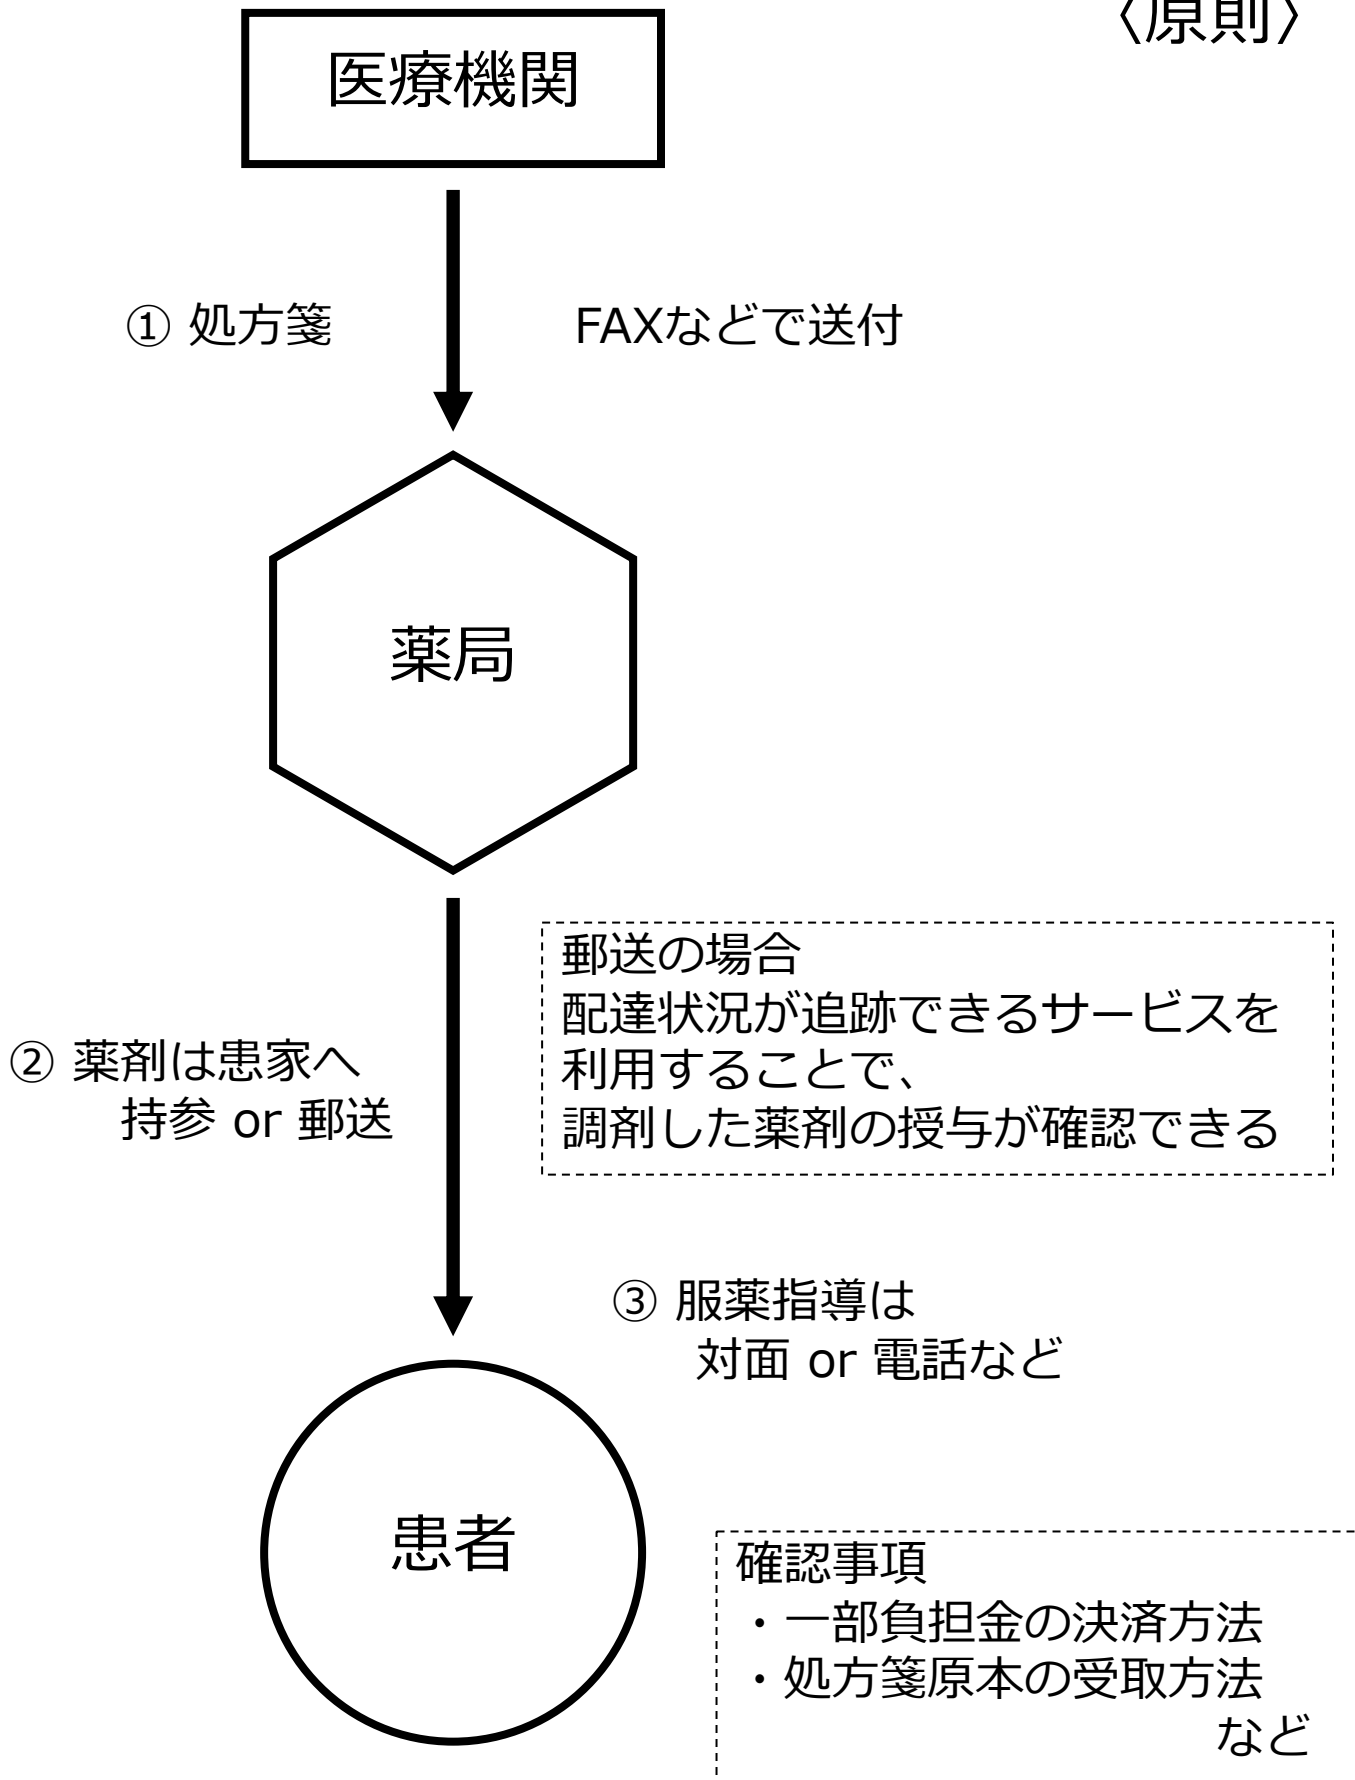 〈原則〉
医療機関
① 処方箋
FAXなどで送付
薬局
郵送の場合
配達状況が追跡できるサービスを
利用することで、
調剤した薬剤の授与が確認できる
② 薬剤は患家へ
持参 or 郵送
③ 服薬指導は
対面 or 電話など
患者
確認事項
・一部負担金の決済方法
・処方箋原本の受取方法
など